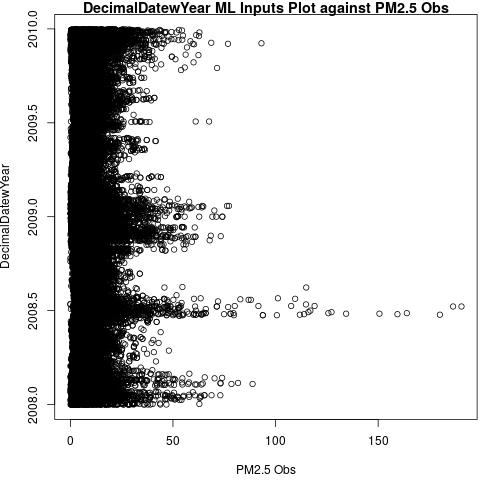 DecimalDatewYear ML Inputs Plot against PM2.5 Obs
2010.0
2009.5
2009.0
2008.5
2008.0
DecimalDatewYear
0 50 100 150
PM2.5 Obs